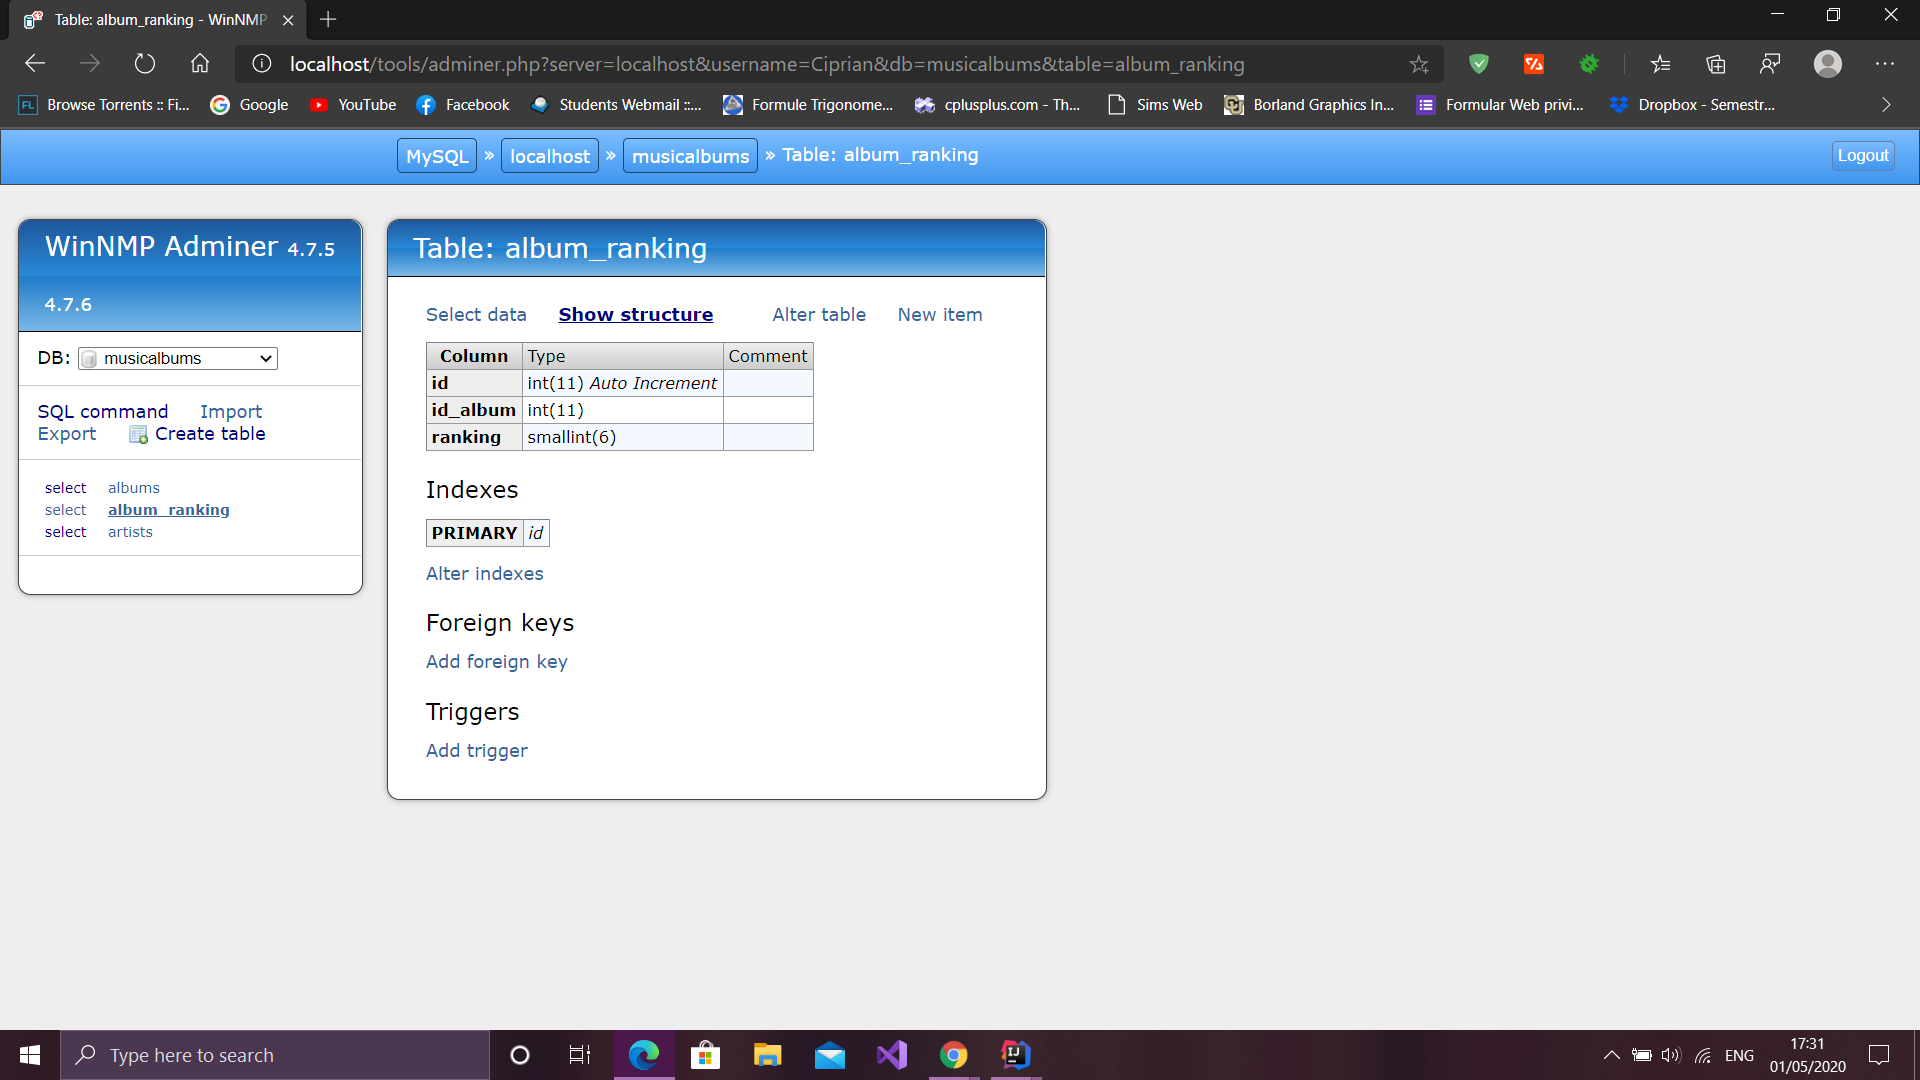 Table: album_ranking - WinNMP
localhost/tools/adminer.php?server=localhost&username=Ciprian&db=musicalbums&table=album_ranking
FL Browse Torrents :: Fi... Google YouTube Facebook Students Webmail ::... Formule Trigonome... cplusplus.com - Th... Sims Web Borland Graphics In... Formular Web privi... Dropbox - Semestr...
MySQL » localhost » musicalbums » Table: album_ranking Logout
WinNMP Adminer 4.7.5
4.7.6
DB: musicalbums
SQL command Import
Export Create table
select albums
select album_ranking
select artists
Table: album_ranking
Select data Show structure Alter table New item
Column Type Comment
id int(11) Auto Increment
id_album int(11)
ranking smallint(6)
Indexes
PRIMARY id
Alter indexes
Foreign keys
Add foreign key
Triggers
Add trigger
Type here to search
IJ
ENG
17:31
01/05/2020